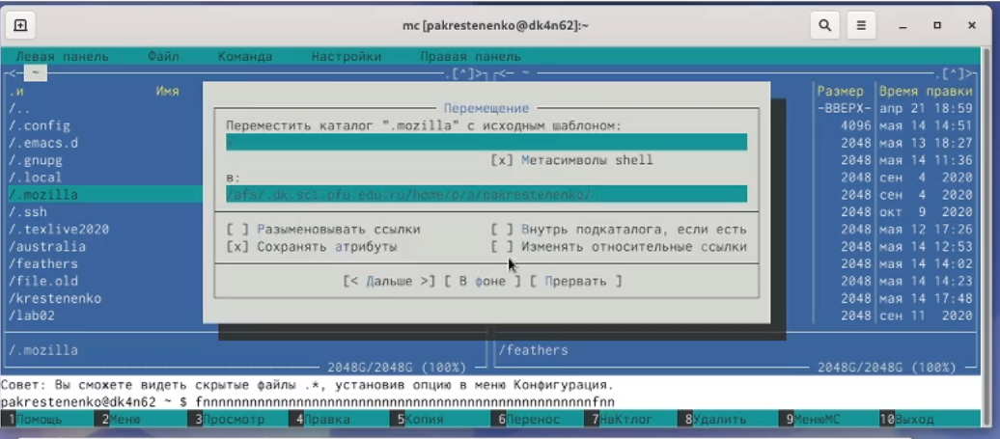 mc [pakrestenenko@dk4n62]:~
Левая панель Файл Команда Настройки Правая панель
<- ~ .[^]> <- ~ .[^]>
.и Имя Размер Время правки
/.. -ВВЕРХ- апр 21 18:59
/.config 4096 мая 14 14:51
/.emacs.d 2048 мая 13 18:27
/.gnupg 2048 мая 14 11:36
/.local 2048 сен 4 2020
/.mozilla 2048 сен 4 2020
/.ssh 2048 окт 9 2020
/.texlive2020 2048 мая 12 17:26
/australia 2048 мая 14 12:53
/feathers 2048 мая 14 14:02
/file.old 2048 мая 14 14:23
/krestenenko 2048 мая 14 17:48
/lab02 2048 сен 11 2020
Перемещение
Переместить каталог ".mozilla" с исходным шаблоном:
[x] Метасимволы shell
в:
/afs/.dk.sci.pfu.edu.ru/home/p/a/pakrestenenko/
[ ] Разыменовывать ссылки [ ] Внутрь подкаталога, если есть
[x] Сохранять атрибуты [ ] Изменять относительные ссылки
[< Дальше >] [ В фоне ] [ Прервать ]
/.mozilla /feathers
2048G/2048G (100%) 2048G/2048G (100%)
Совет: Вы сможете видеть скрытые файлы .*, установив опцию в меню Конфигурация.
pakrestenenko@dk4n62 ~ $
1Помощь 2Меню 3Просмотр 4Правка 5Копия 6Перенос 7НвКтлог 8Удалить 9МенюМС 10Выход